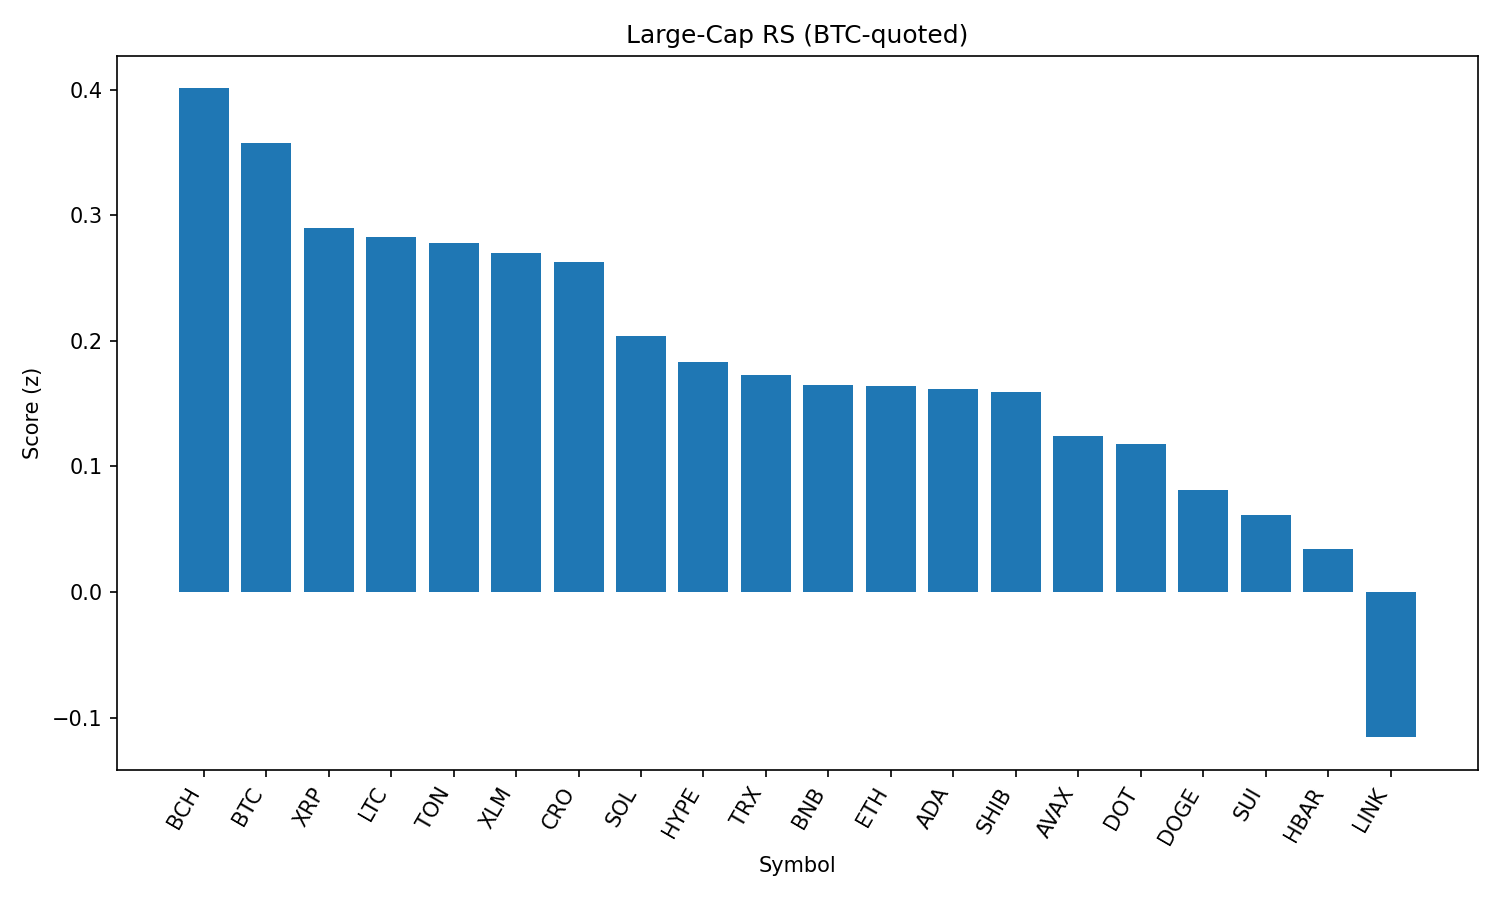 Large-Cap RS (BTC-quoted)
Score (z)
0.4
0.3
0.2
0.1
0.0
−0.1
BCH
BTC
XRP
LTC
TON
XLM
CRO
SOL
HYPE
TRX
BNB
ETH
ADA
SHIB
AVAX
DOT
DOGE
SUI
HBAR
LINK
Symbol